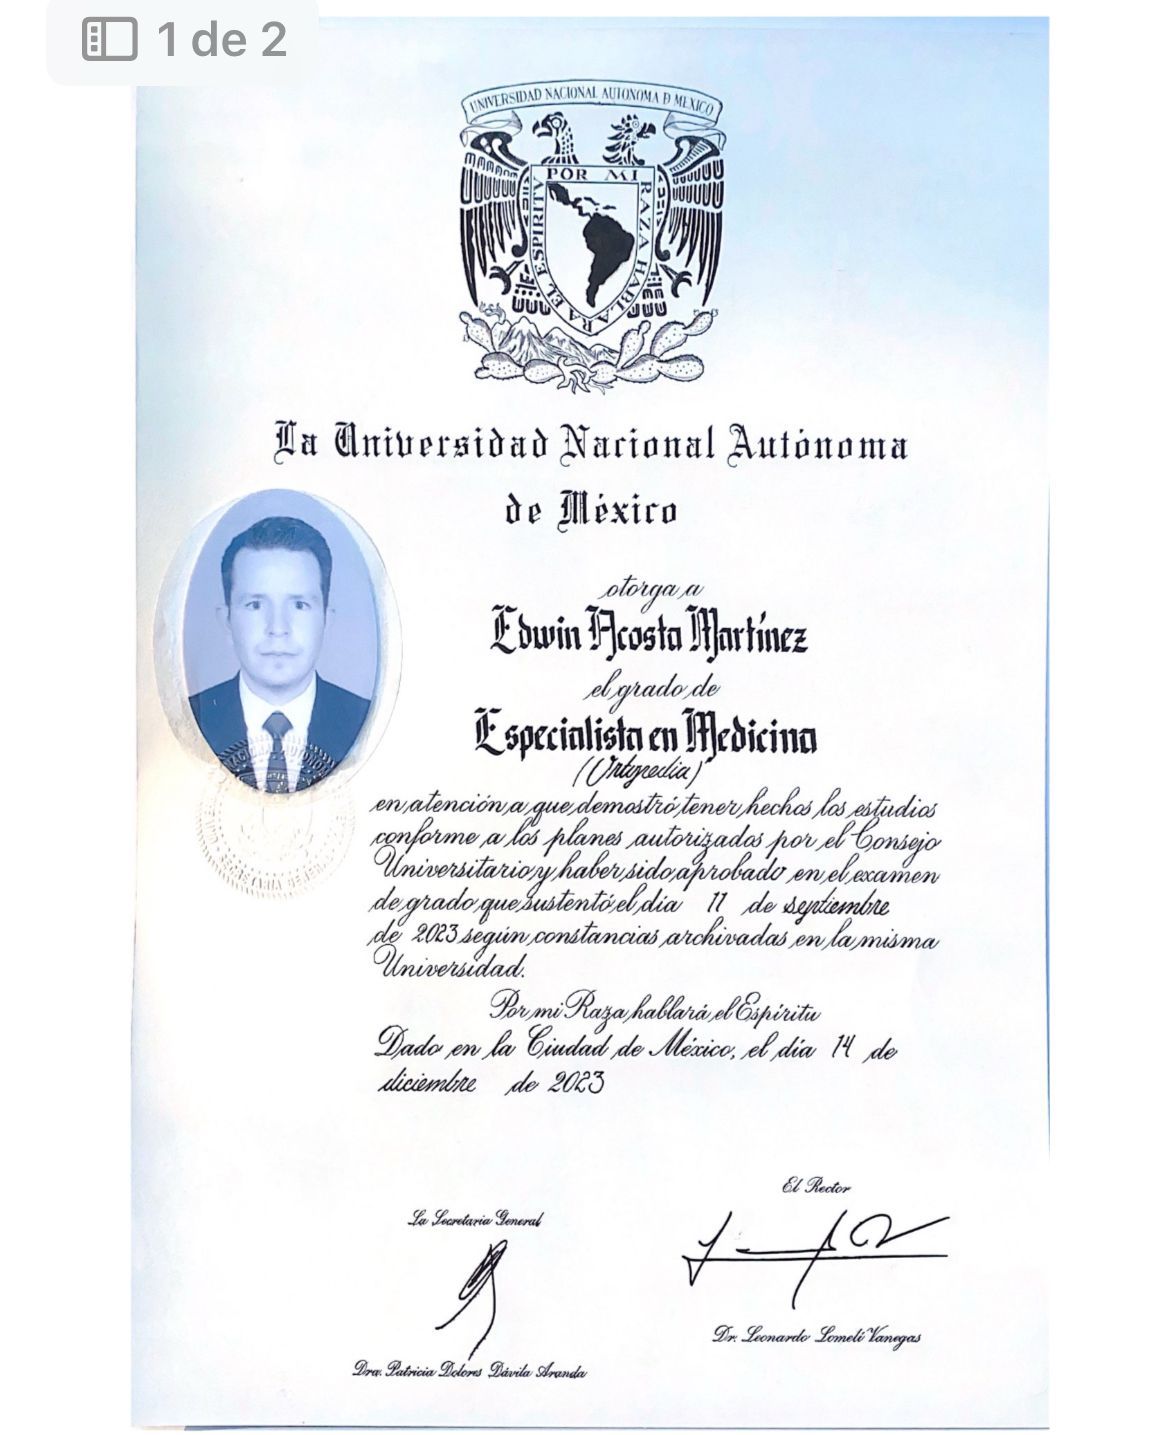 1 de 2
UNIVERSIDAD NACIONAL AUTONOMA D MEXICO
POR MI RAZA HABLARA EL ESPIRITU
La Universidad Nacional Autónoma
de México
otorga a
Edwin Acosta Martínez
el grado de
Especialista en Medicina
(Ortopedia)
en atención a que demostró tener hechos los estudios
conforme a los planes autorizados por el Consejo
Universitario y haber sido aprobado en el examen
de grado que sustentó el día 11 de septiembre
de 2023 según constancias archivadas en la misma
Universidad.
Por mi Raza hablará el Espíritu
Dado en la Ciudad de México, el día 14 de
diciembre de 2023
El Rector
La Secretaria General
Dr. Leonardo Lomelí Vanegas
Dra. Patricia Dolores Dávila Aranda